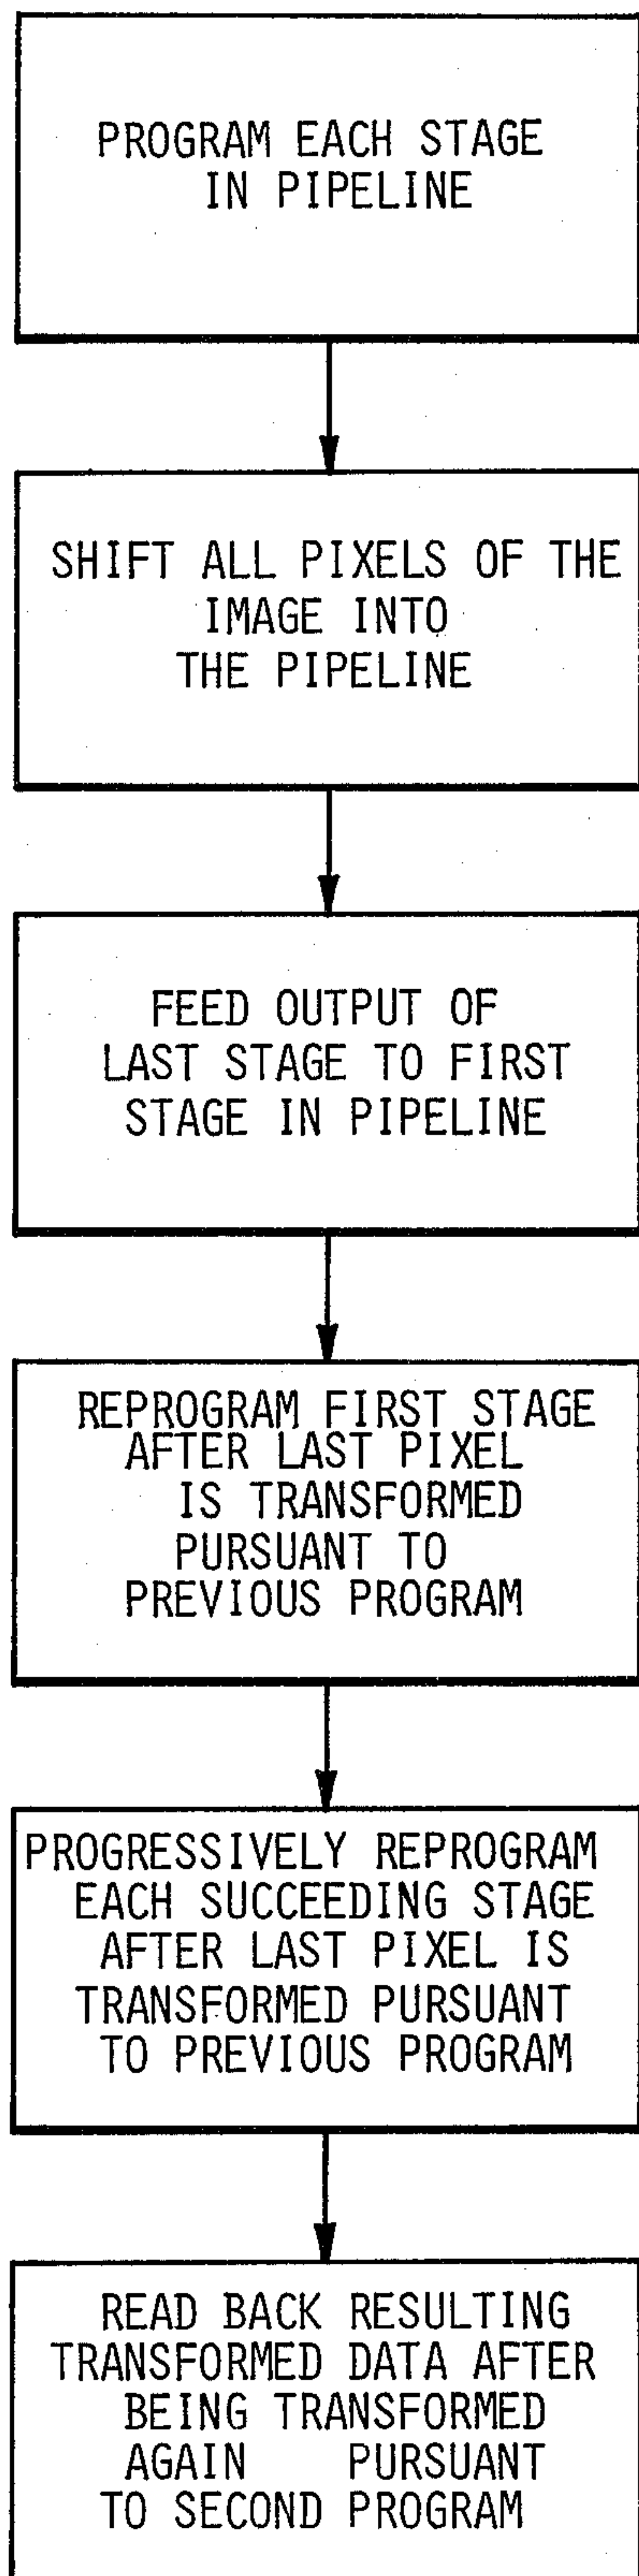 PROGRAM EACH STAGE
IN PIPELINE
SHIFT ALL PIXELS OF THE
IMAGE INTO
THE PIPELINE
FEED OUTPUT OF
LAST STAGE TO FIRST
STAGE IN PIPELINE
REPROGRAM FIRST STAGE
AFTER LAST PIXEL
IS TRANSFORMED
PURSUANT TO
PREVIOUS PROGRAM
PROGRESSIVELY REPROGRAM
EACH SUCCEEDING STAGE
AFTER LAST PIXEL IS
TRANSFORMED PURSUANT
TO PREVIOUS PROGRAM
READ BACK RESULTING
TRANSFORMED DATA AFTER
BEING TRANSFORMED
AGAIN PURSUANT
TO SECOND PROGRAM